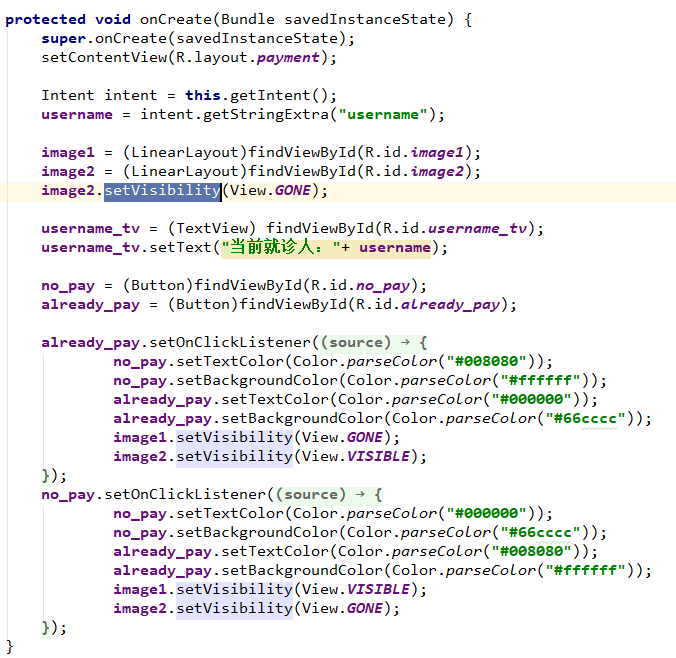 protected void onCreate(Bundle savedInstanceState) {
super.onCreate(savedInstanceState);
setContentView(R.layout.payment);
Intent intent = this.getIntent();
username = intent.getStringExtra("username");
image1 = (LinearLayout)findViewById(R.id.image1);
image2 = (LinearLayout)findViewById(R.id.image2);
image2.setVisibility(View.GONE);
username_tv = (TextView) findViewById(R.id.username_tv);
username_tv.setText("当前就诊人："+ username);
no_pay = (Button)findViewById(R.id.no_pay);
already_pay = (Button)findViewById(R.id.already_pay);
already_pay.setOnClickListener((source) → {
no_pay.setTextColor(Color.parseColor("#008080"));
no_pay.setBackgroundColor(Color.parseColor("#ffffff"));
already_pay.setTextColor(Color.parseColor("#000000"));
already_pay.setBackgroundColor(Color.parseColor("#66cccc"));
image1.setVisibility(View.GONE);
image2.setVisibility(View.VISIBLE);
});
no_pay.setOnClickListener((source) → {
no_pay.setTextColor(Color.parseColor("#000000"));
no_pay.setBackgroundColor(Color.parseColor("#66cccc"));
already_pay.setTextColor(Color.parseColor("#008080"));
already_pay.setBackgroundColor(Color.parseColor("#ffffff"));
image1.setVisibility(View.VISIBLE);
image2.setVisibility(View.GONE);
});
}